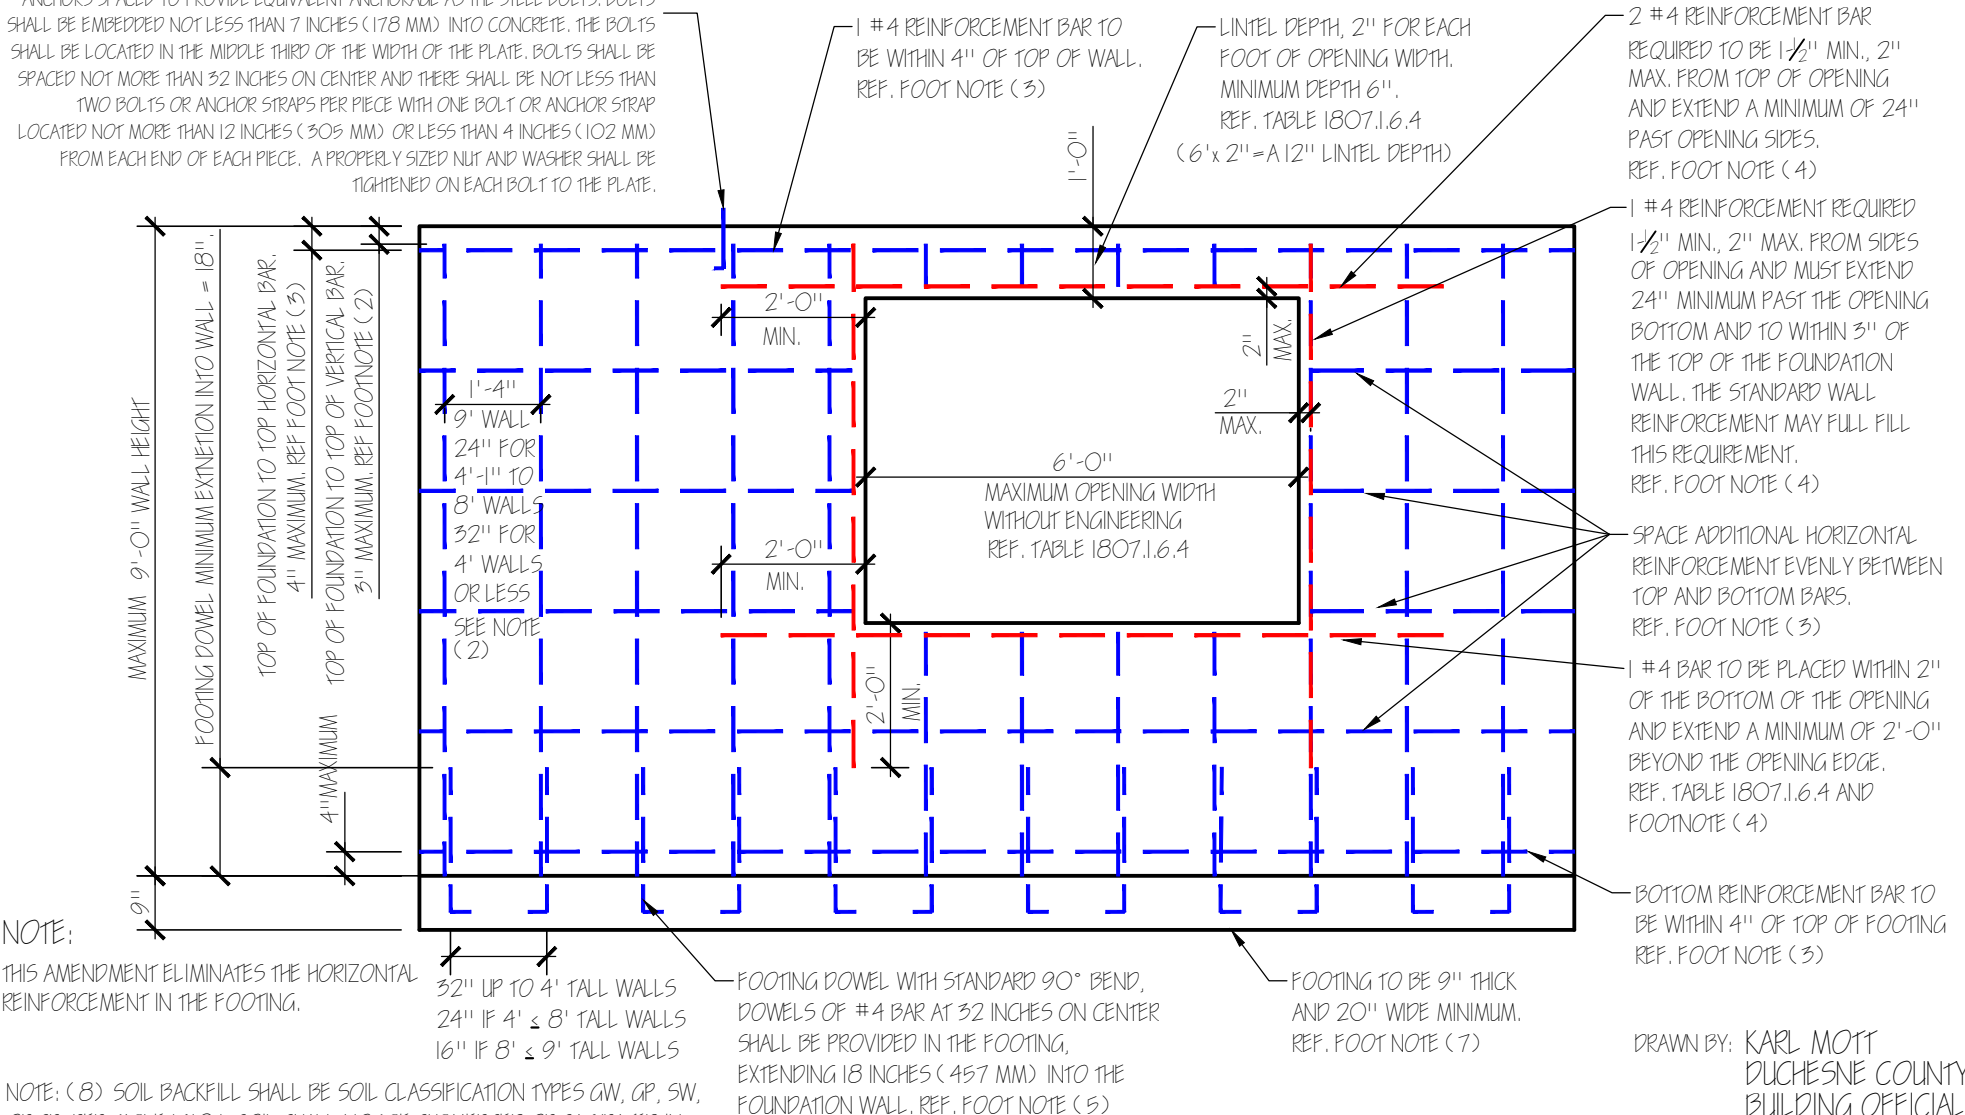 ANCHORS SPACED TO PROVIDE EQUIVALENT ANCHORAGE AS THE STEEL BOLTS. BOLTS
SHALL BE EMBEDDED NOT LESS THAN 7 INCHES (178 MM) INTO CONCRETE. THE BOLTS
SHALL BE LOCATED IN THE MIDDLE THIRD OF THE WIDTH OF THE PLATE. BOLTS SHALL BE
SPACED NOT MORE THAN 32 INCHES ON CENTER AND THERE SHALL BE NOT LESS THAN
TWO BOLTS OR ANCHOR STRAPS PER PIECE WITH ONE BOLT OR ANCHOR STRAP
LOCATED NOT MORE THAN 12 INCHES (305 MM) OR LESS THAN 4 INCHES (102 MM)
FROM EACH END OF EACH PIECE. A PROPERLY SIZED NUT AND WASHER SHALL BE
TIGHTENED ON EACH BOLT TO THE PLATE.
1 #4 REINFORCEMENT BAR TO
BE WITHIN 4" OF TOP OF WALL.
REF. FOOT NOTE (3)
LINTEL DEPTH, 2" FOR EACH
FOOT OF OPENING WIDTH.
MINIMUM DEPTH 6".
REF. TABLE 1807.1.6.4
(6'x 2"=A 12" LINTEL DEPTH)
1'-0"
2 #4 REINFORCEMENT BAR
REQUIRED TO BE 1-1/2" MIN., 2"
MAX. FROM TOP OF OPENING
AND EXTEND A MINIMUM OF 24"
PAST OPENING SIDES.
REF. FOOT NOTE (4)
1 #4 REINFORCEMENT REQUIRED
1-1/2" MIN., 2" MAX. FROM SIDES
OF OPENING AND MUST EXTEND
24" MINIMUM PAST THE OPENING
BOTTOM AND TO WITHIN 3" OF
THE TOP OF THE FOUNDATION
WALL. THE STANDARD WALL
REINFORCEMENT MAY FULL FILL
THIS REQUIREMENT.
REF. FOOT NOTE (4)
SPACE ADDITIONAL HORIZONTAL
REINFORCEMENT EVENLY BETWEEN
TOP AND BOTTOM BARS.
REF. FOOT NOTE (3)
1 #4 BAR TO BE PLACED WITHIN 2"
OF THE BOTTOM OF THE OPENING
AND EXTEND A MINIMUM OF 2'-0"
BEYOND THE OPENING EDGE.
REF. TABLE 1807.1.6.4 AND
FOOTNOTE (4)
BOTTOM REINFORCEMENT BAR TO
BE WITHIN 4" OF TOP OF FOOTING
REF. FOOT NOTE (3)
MAXIMUM 9'-0" WALL HEIGHT
FOOTING DOWEL MINIMUM EXTNETION INTO WALL = 18".
TOP OF FOUNDATION TO TOP HORIZONTAL BAR.
4" MAXIMUM. REF FOOT NOTE (3)
TOP OF FOUNDATION TO TOP OF VERTICAL BAR.
3" MAXIMUM. REF FOOTNOTE (2)
4" MAXIMUM
9"
1'-4"
9' WALL
24" FOR
4'-1" TO
8' WALLS
32" FOR
4' WALLS
OR LESS
SEE NOTE
(2)
2'-0"
MIN.
2"
MAX.
2"
MAX.
6'-0"
MAXIMUM OPENING WIDTH
WITHOUT ENGINEERING
REF. TABLE 1807.1.6.4
2'-0"
MIN.
2'-0"
MIN.
NOTE:
THIS AMENDMENT ELIMINATES THE HORIZONTAL
REINFORCEMENT IN THE FOOTING.
32" UP TO 4' TALL WALLS
24" IF 4' ≤ 8' TALL WALLS
16" IF 8' ≤ 9' TALL WALLS
FOOTING DOWEL WITH STANDARD 90° BEND,
DOWELS OF #4 BAR AT 32 INCHES ON CENTER
SHALL BE PROVIDED IN THE FOOTING,
EXTENDING 18 INCHES (457 MM) INTO THE
FOUNDATION WALL. REF. FOOT NOTE (5)
FOOTING TO BE 9" THICK
AND 20" WIDE MINIMUM.
REF. FOOT NOTE (7)
DRAWN BY: KARL MOTT
DUCHESNE COUNTY
BUILDING OFFICIAL
NOTE: (8) SOIL BACKFILL SHALL BE SOIL CLASSIFICATION TYPES GW, GP, SW,